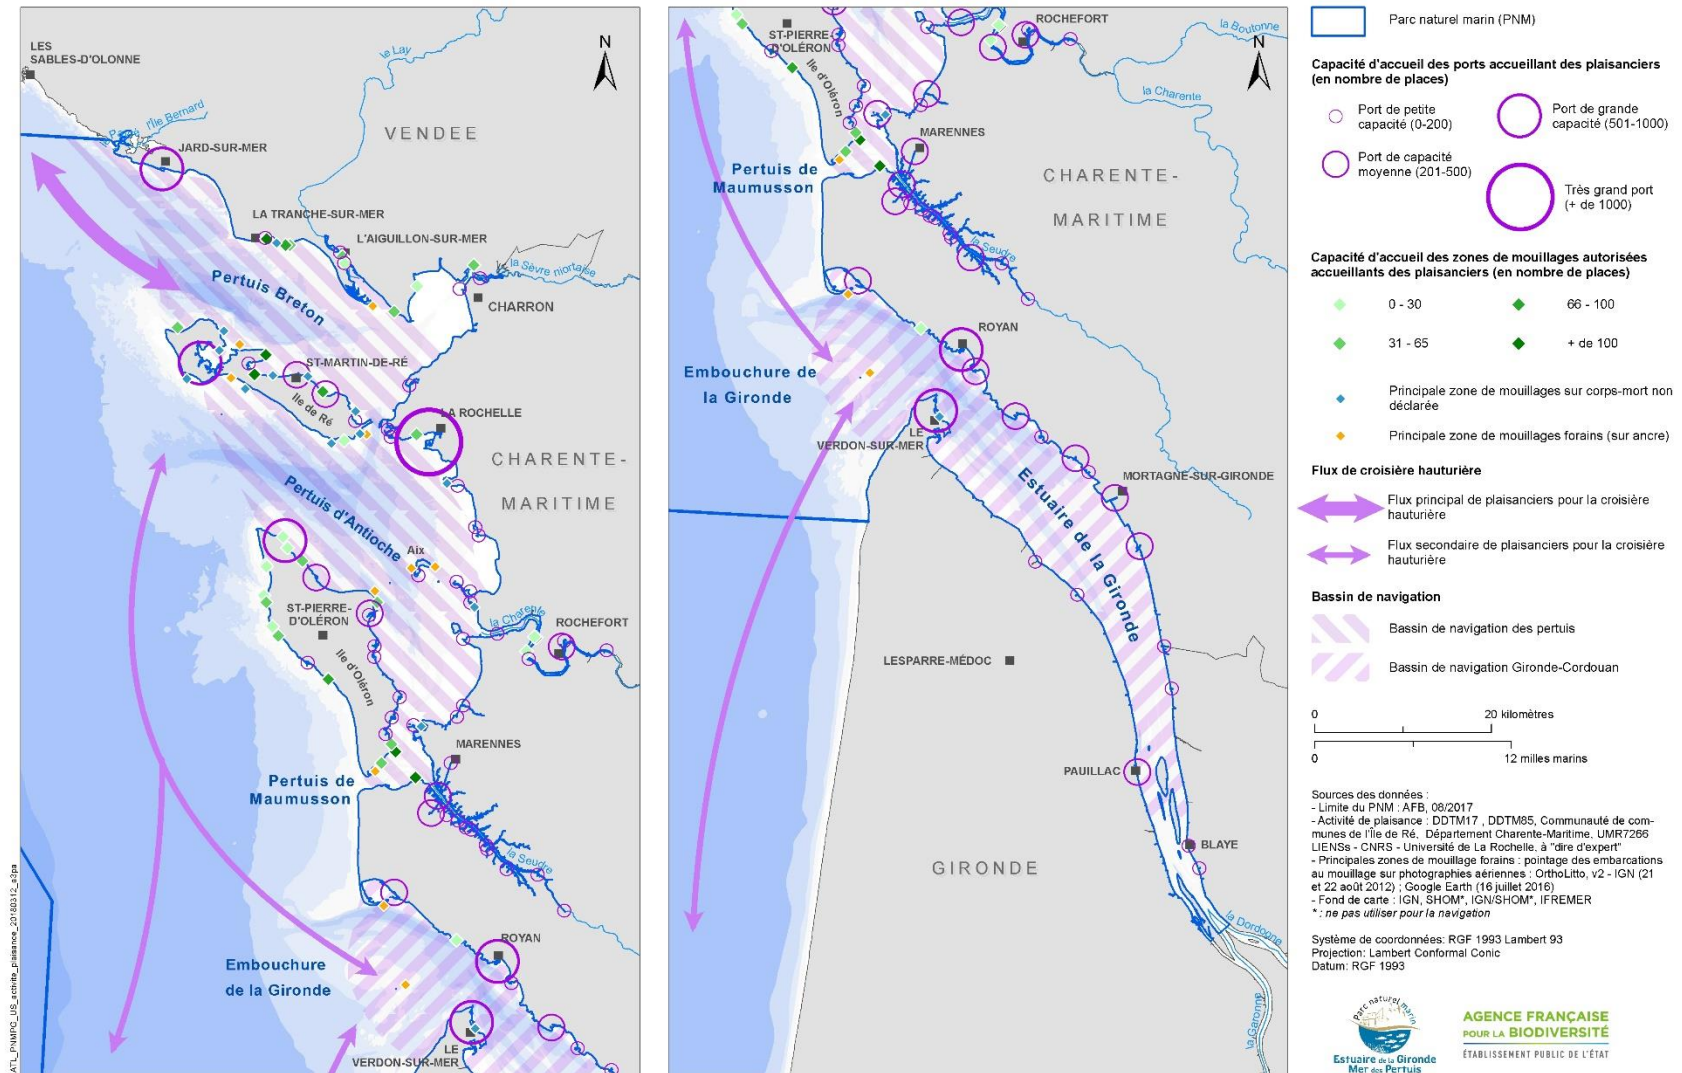 LES
SABLES-D'OLONNE
le Lay
N
Payré
l'Île Bernard
VENDEE
JARD-SUR-MER
LA TRANCHE-SUR-MER
L'AIGUILLON-SUR-MER
la Sèvre niortaise
Pertuis Breton
CHARRON
ST-MARTIN-DE-RÉ
Ile de Ré
LA ROCHELLE
CHARENTE-
MARITIME
Pertuis d'Antioche
Aix
ST-PIERRE-
D'OLÉRON
la Charente
ROCHEFORT
Ile d'Oléron
MARENNES
Pertuis de
Maumusson
la Seudre
ROYAN
Embouchure
de la Gironde
LE
VERDON-SUR-MER
ATL_PNMPG_US_activite_plaisance_20180312_a3pa
ST-PIERRE-
D'OLÉRON
ROCHEFORT
la Boutonne
N
Ile d'Oléron
la Charente
MARENNES
Pertuis de
Maumusson
CHARENTE-
MARITIME
la Seudre
ROYAN
Embouchure de
la Gironde
LE
VERDON-SUR-MER
MORTAGNE-SUR-GIRONDE
Estuaire de la Gironde
LESPARRE-MÉDOC
PAUILLAC
BLAYE
GIRONDE
la Dordogne
la Garonne
Parc naturel marin (PNM)
Capacité d'accueil des ports accueillant des plaisanciers
(en nombre de places)
Port de petite
capacité (0-200)
Port de grande
capacité (501-1000)
Port de capacité
moyenne (201-500)
Très grand port
(+ de 1000)
Capacité d'accueil des zones de mouillages autorisées
accueillants des plaisanciers (en nombre de places)
0 - 30
66 - 100
31 - 65
+ de 100
Principale zone de mouillages sur corps-mort non
déclarée
Principale zone de mouillages forains (sur ancre)
Flux de croisière hauturière
Flux principal de plaisanciers pour la croisière
hauturière
Flux secondaire de plaisanciers pour la croisière
hauturière
Bassin de navigation
Bassin de navigation des pertuis
Bassin de navigation Gironde-Cordouan
0 20 kilomètres
0 12 milles marins
Sources des données :
- Limite du PNM : AFB, 08/2017
- Activité de plaisance : DDTM17 , DDTM85, Communauté de com-
munes de l'Île de Ré, Département Charente-Maritime, UMR7266
LIENSs - CNRS - Université de La Rochelle, à "dire d'expert"
- Principales zones de mouillage forains : pointage des embarcations
au mouillage sur photographies aériennes : OrthoLitto, v2 - IGN (21
et 22 août 2012) ; Google Earth (16 juillet 2016)
- Fond de carte : IGN, SHOM*, IGN/SHOM*, IFREMER
* : ne pas utiliser pour la navigation
Système de coordonnées: RGF 1993 Lambert 93
Projection: Lambert Conformal Conic
Datum: RGF 1993
Parc naturel marin
Estuaire de la Gironde
Mer des Pertuis
AGENCE FRANÇAISE
POUR LA BIODIVERSITÉ
ÉTABLISSEMENT PUBLIC DE L'ÉTAT